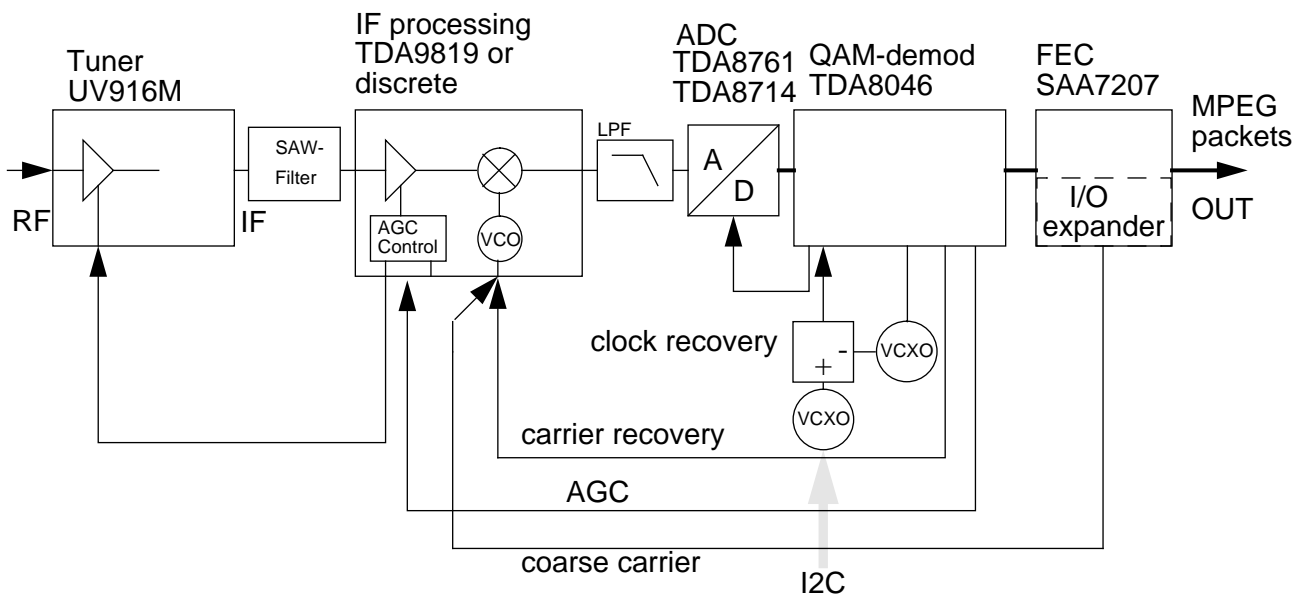 Tuner
UV916M
IF processing
TDA9819 or
discrete
ADC
TDA8761
TDA8714
QAM-demod
TDA8046
FEC
SAA7207
MPEG
packets
LPF
SAW-
Filter
A
D
RF
IF
AGC
Control
VCO
I/O
expander
OUT
clock recovery
-
+
VCXO
VCXO
carrier recovery
AGC
coarse carrier
I2C